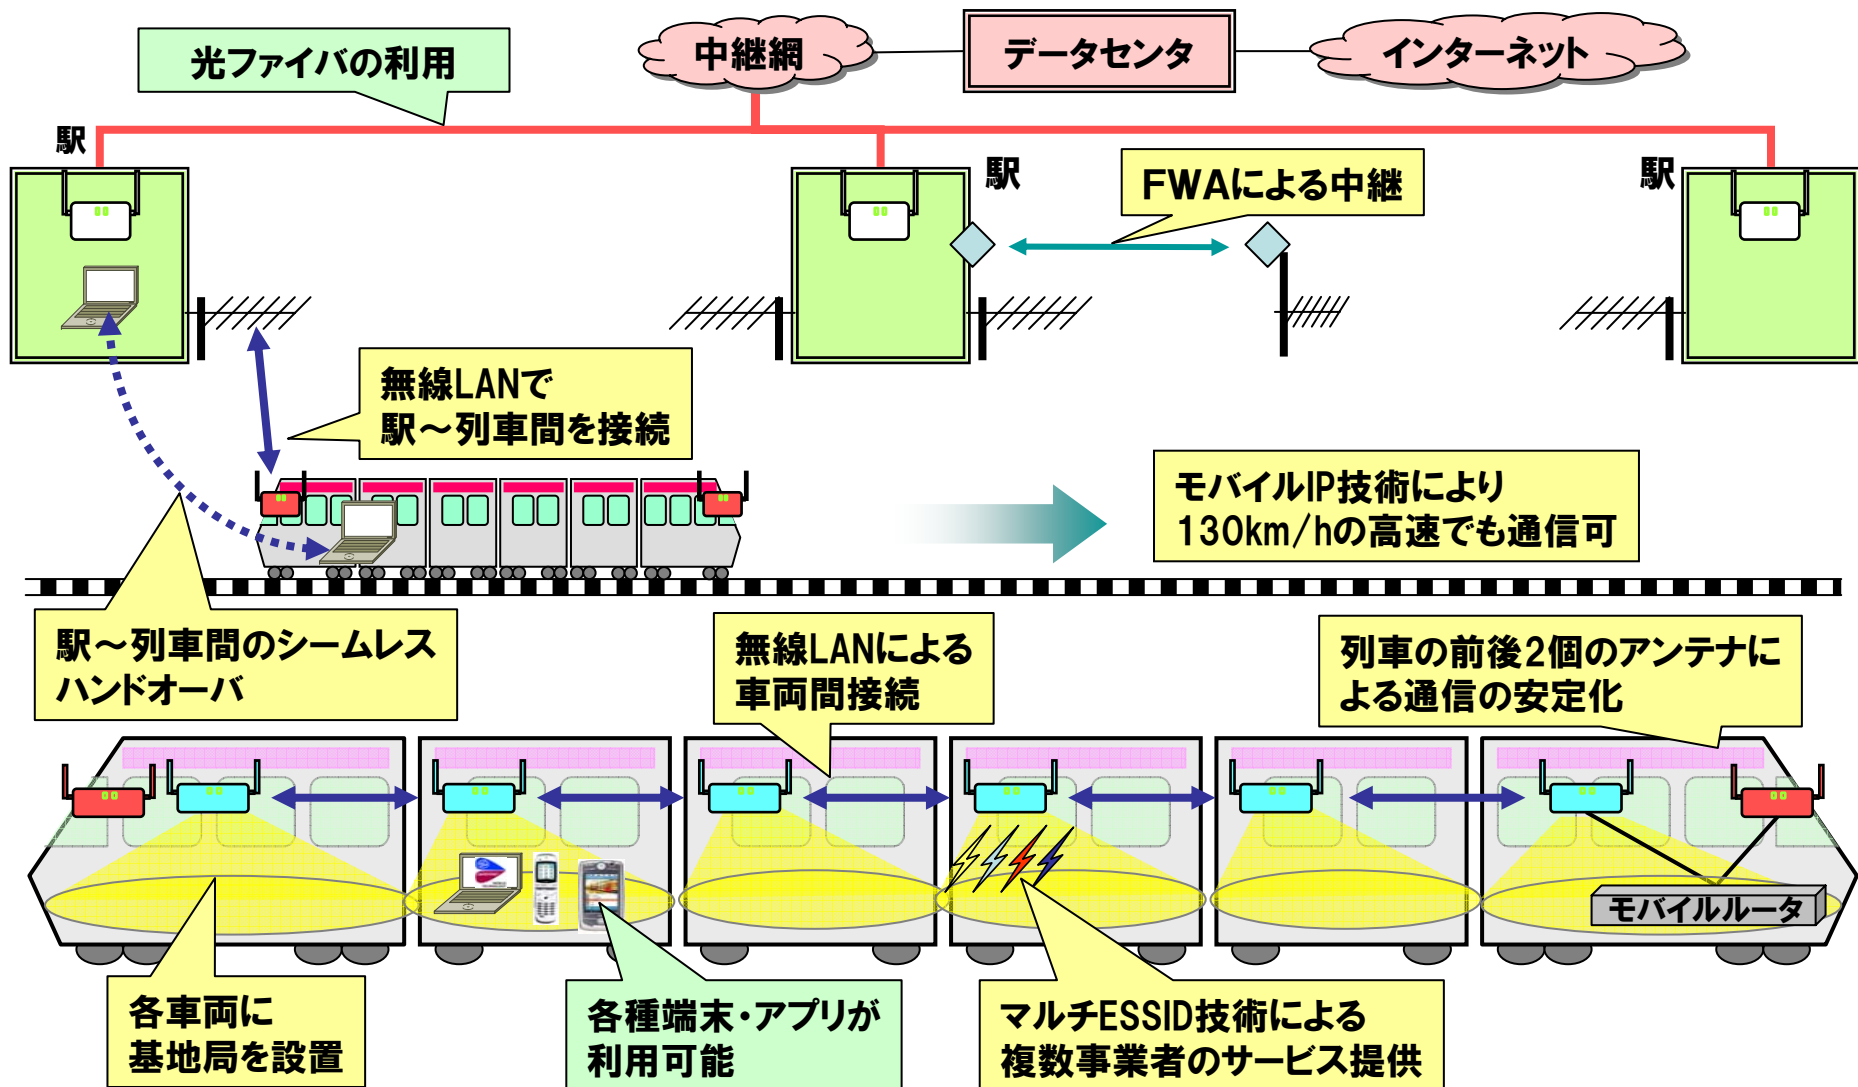 光ファイバの利用
中継網
データセンタ
インターネット
駅
駅
駅
FWAによる中継
無線LANで
駅～列車間を接続
モバイルIP技術により
130km/hの高速でも通信可
駅～列車間のシームレス
ハンドオーバ
無線LANによる
車両間接続
列車の前後2個のアンテナに
よる通信の安定化
モバイルルータ
各車両に
基地局を設置
各種端末・アプリが
利用可能
マルチESSID技術による
複数事業者のサービス提供